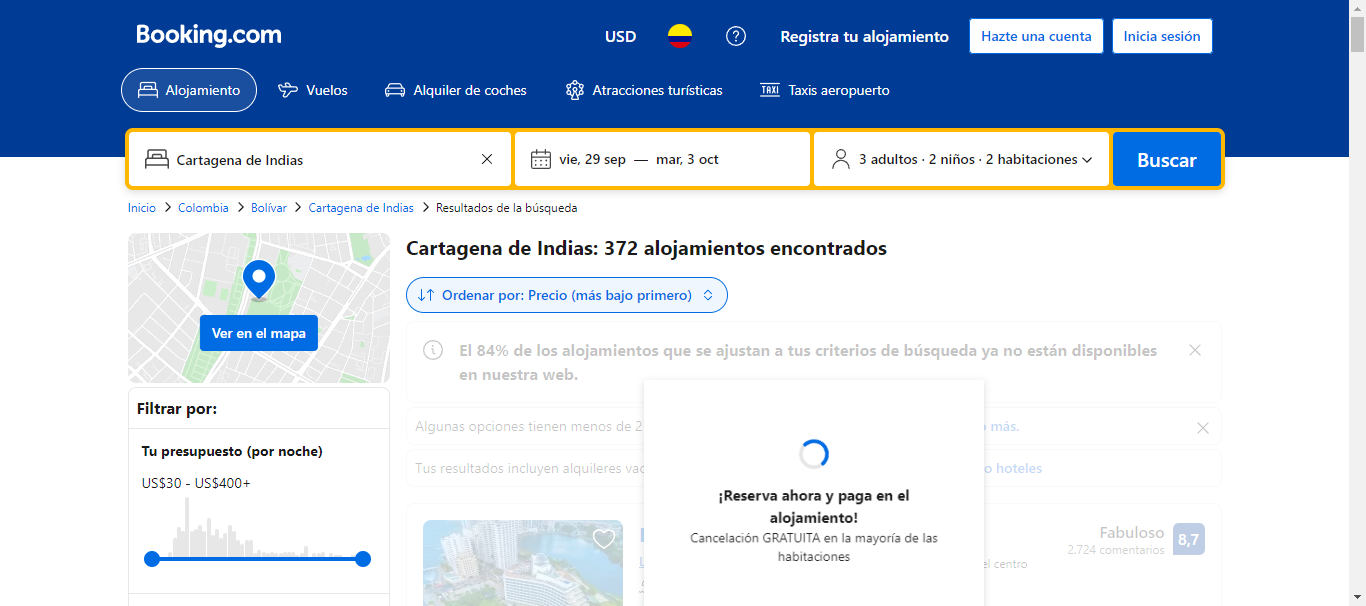 Booking.com
USD
Registra tu alojamiento
Hazte una cuenta
Inicia sesión
Alojamiento
Vuelos
Alquiler de coches
Atracciones turísticas
TAXI Taxis aeropuerto
Cartagena de Indias
vie, 29 sep — mar, 3 oct
3 adultos · 2 niños · 2 habitaciones
Buscar
Inicio > Colombia > Bolívar > Cartagena de Indias > Resultados de la búsqueda
Ver en el mapa
Filtrar por:
Tu presupuesto (por noche)
US$30 - US$400+
Cartagena de Indias: 372 alojamientos encontrados
Ordenar por: Precio (más bajo primero)
El 84% de los alojamientos que se ajustan a tus criterios de búsqueda ya no están disponibles
en nuestra web.
Algunas opciones tienen menos de 2
más.
Tus resultados incluyen alquileres
o hoteles
¡Reserva ahora y paga en el
alojamiento!
Cancelación GRATUITA en la mayoría de las
habitaciones
Fabuloso
2.724 comentarios
8,7
el centro